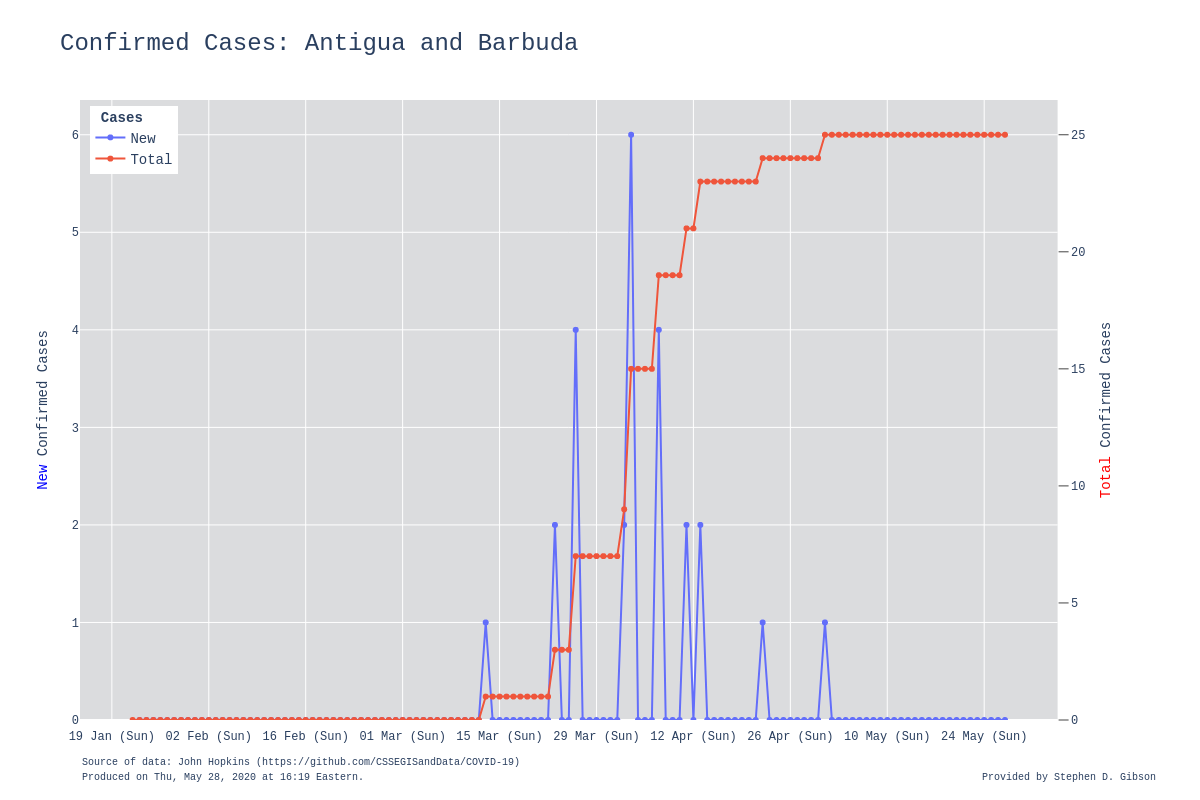 Confirmed Cases: Antigua and Barbuda
Cases
New
Total
6
5
4
3
2
1
0
25
20
15
10
5
0
New Confirmed Cases
Total Confirmed Cases
19 Jan (Sun) 02 Feb (Sun) 16 Feb (Sun) 01 Mar (Sun) 15 Mar (Sun) 29 Mar (Sun) 12 Apr (Sun) 26 Apr (Sun) 10 May (Sun) 24 May (Sun)
Source of data: John Hopkins (https://github.com/CSSEGISandData/COVID-19)
Produced on Thu, May 28, 2020 at 16:19 Eastern.
Provided by Stephen D. Gibson